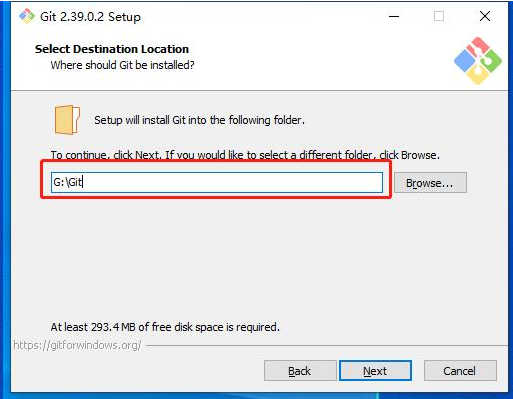 Git 2.39.0.2 Setup
Select Destination Location
Where should Git be installed?
Setup will install Git into the following folder.
To continue, click Next. If you would like to select a different folder, click Browse.
G:\Git
Browse...
At least 293.4 MB of free disk space is required.
https://gitforwindows.org/
Back
Next
Cancel